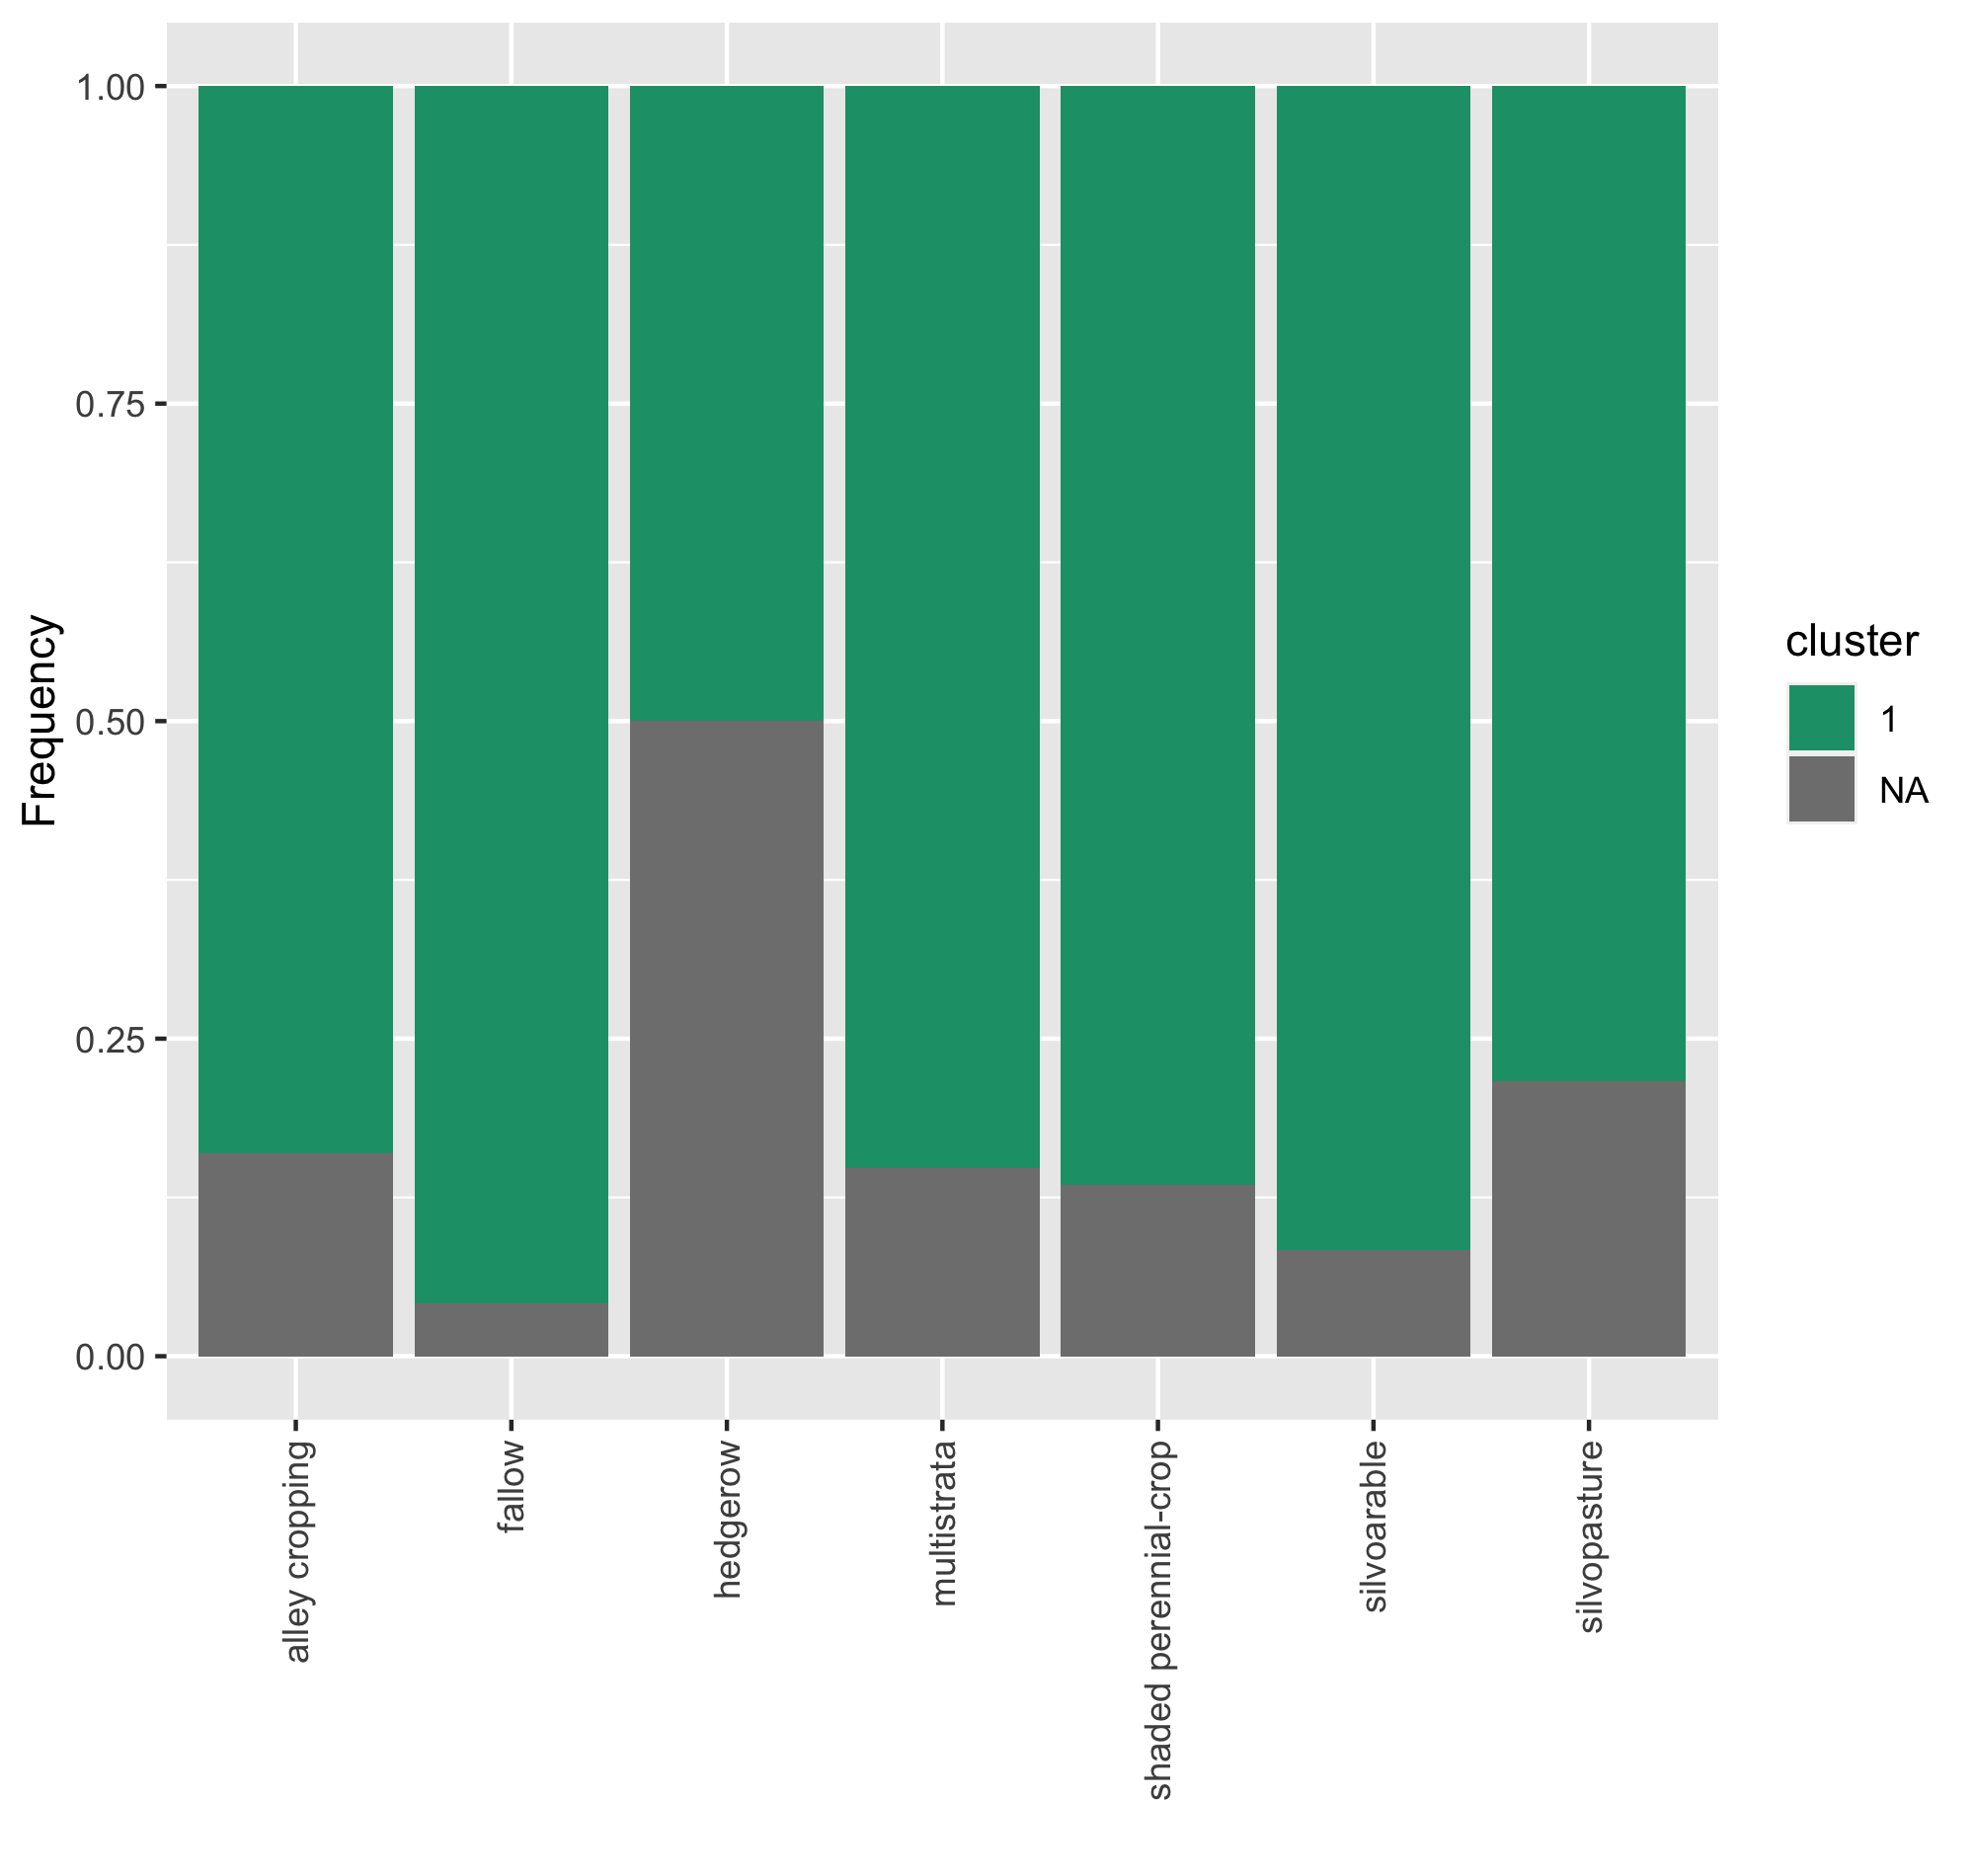 Frequency
1.00
0.75
0.50
0.25
0.00
alley cropping
fallow
hedgerow
multistrata
shaded perennial-crop
silvoarable
silvopasture
cluster
1
NA